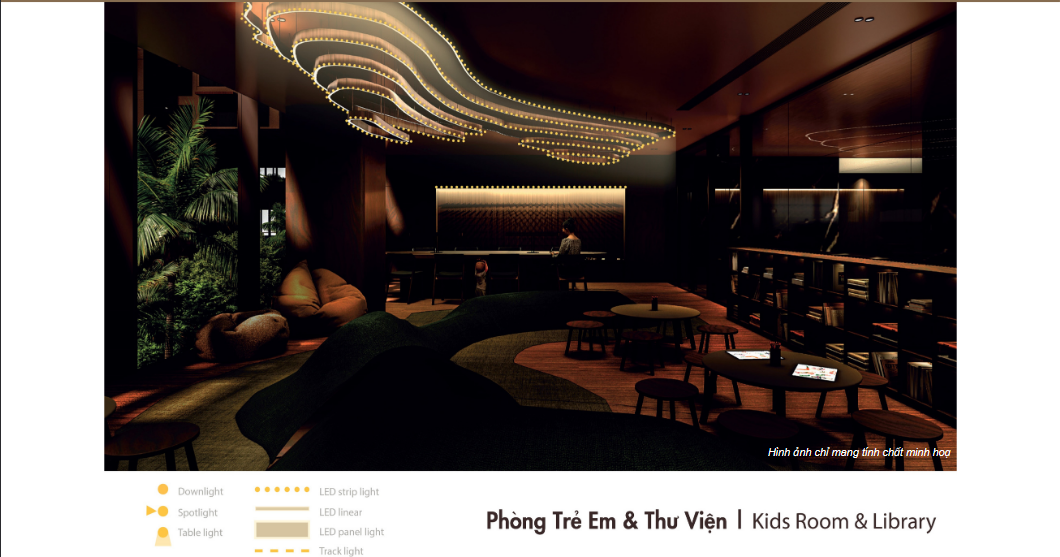 Hình ảnh chỉ mang tính chất minh hoạ
Downlight
Spotlight
Table light
LED strip light
LED linear
LED panel light
Track light
Phòng Trẻ Em & Thư Viện | Kids Room & Library